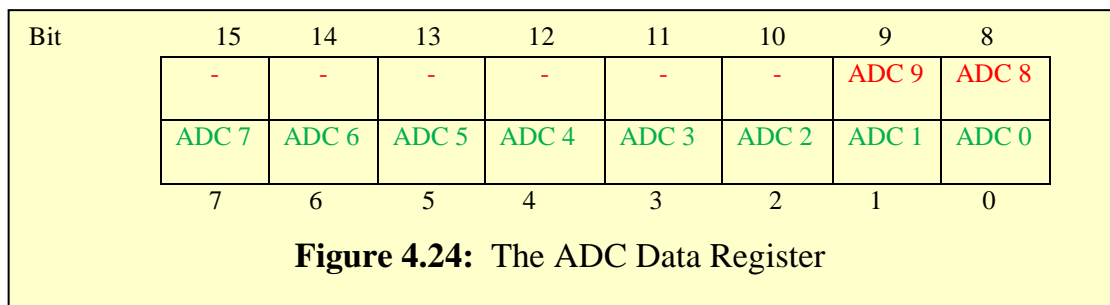 Bit 15 14 13 12 11 10 9 8
- - - - - - ADC 9 ADC 8
ADC 7 ADC 6 ADC 5 ADC 4 ADC 3 ADC 2 ADC 1 ADC 0
7 6 5 4 3 2 1 0
Figure 4.24: The ADC Data Register